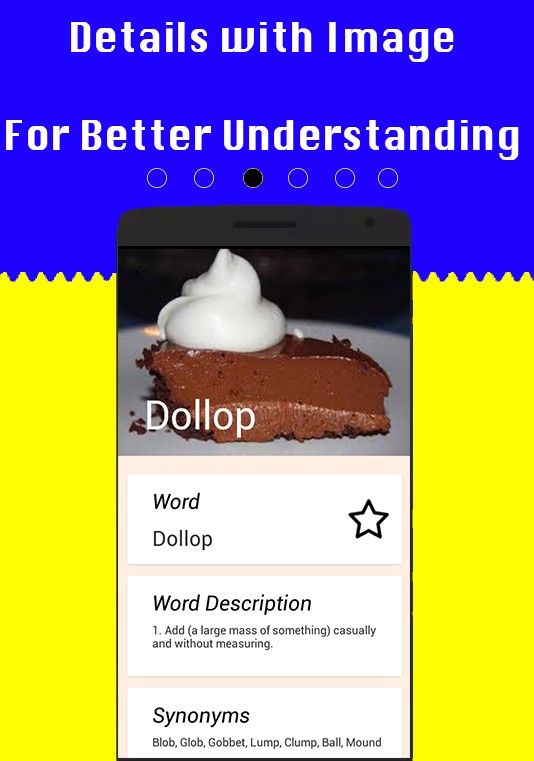 Details with Image
For Better Understanding
Dollop
Word
Dollop
Word Description
1. Add (a large mass of something) casually
and without measuring.
Synonyms
Blob, Glob, Gobbet, Lump, Clump, Ball, Mound